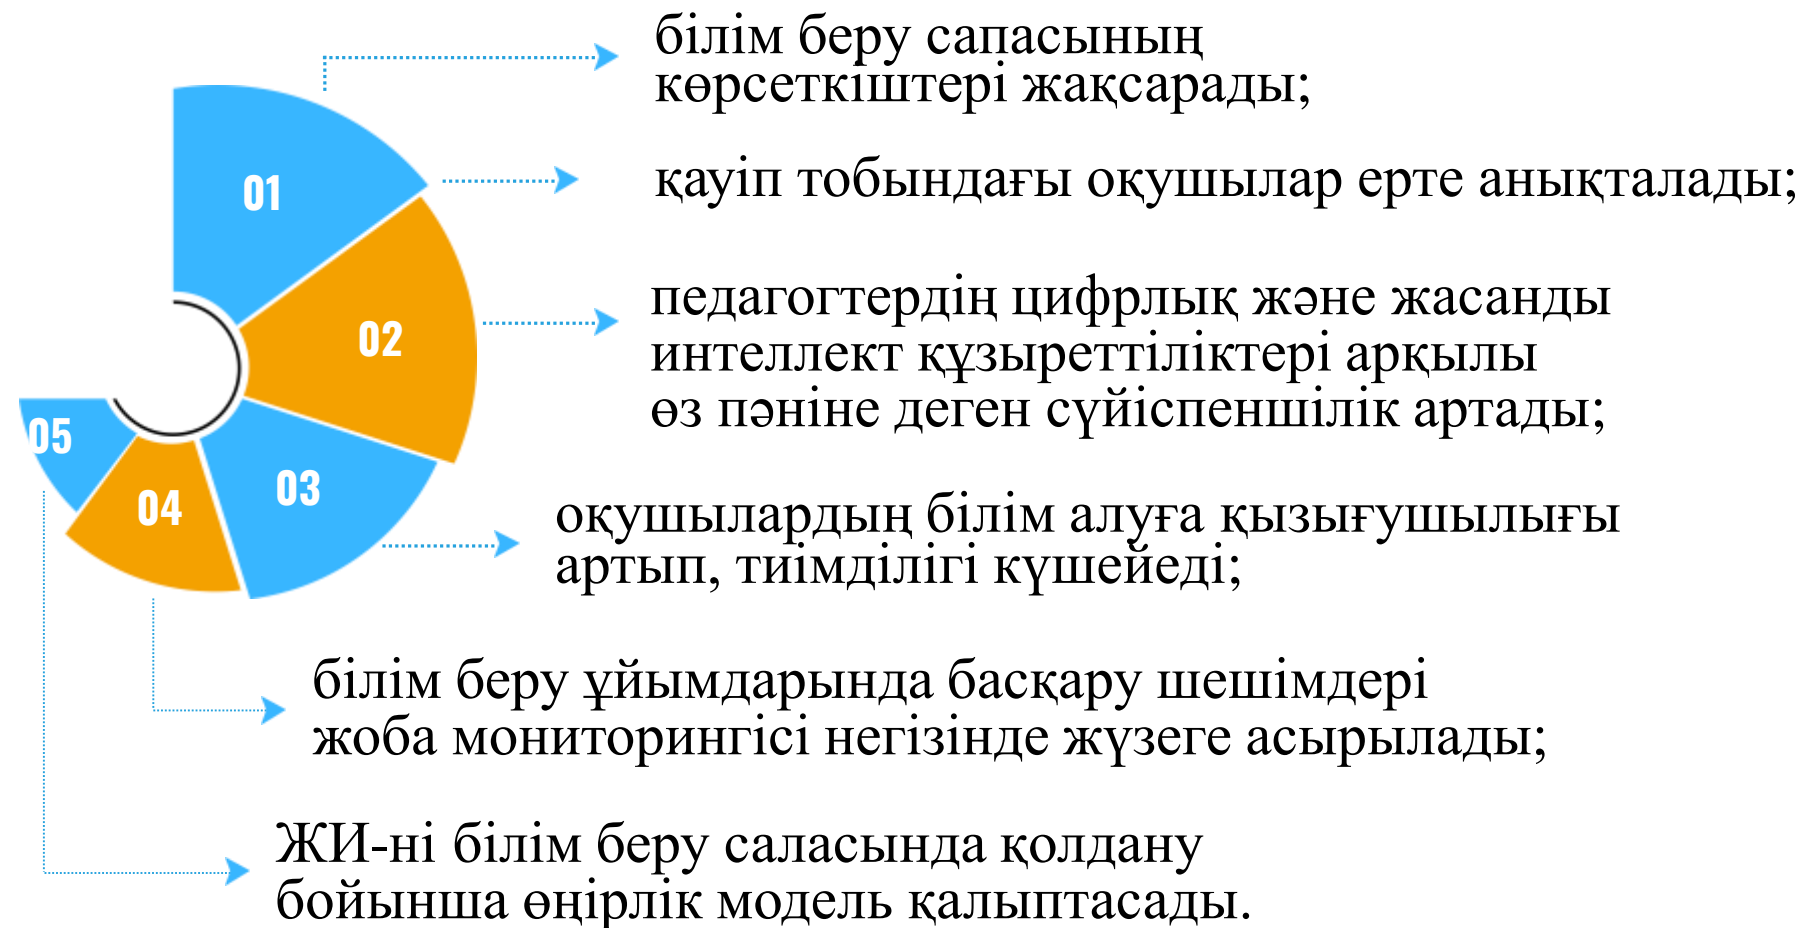 білім беру сапасының
көрсеткіштері жақсарады;
01
қауіп тобындағы оқушылар ерте анықталады;
педагогтердің цифрлық және жасанды
интеллект құзыреттіліктері арқылы
өз пәніне деген сүйіспеншілік артады;
02
05
04
03
оқушылардың білім алуға қызығушылығы
артып, тиімділігі күшейеді;
білім беру ұйымдарында басқару шешімдері
жоба мониторингісі негізінде жүзеге асырылады;
ЖИ-ні білім беру саласында қолдану
бойынша өңірлік модель қалыптасады.